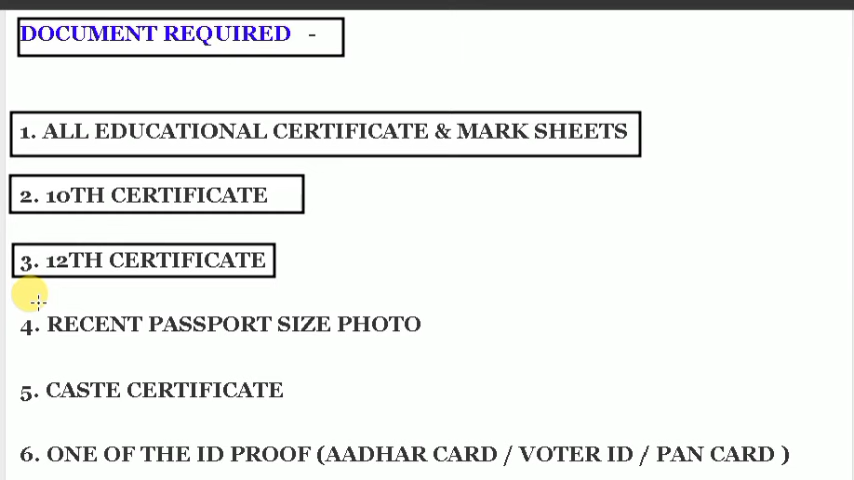 DOCUMENT REQUIRED -
1. ALL EDUCATIONAL CERTIFICATE & MARK SHEETS
2. 10TH CERTIFICATE
3. 12TH CERTIFICATE
4. RECENT PASSPORT SIZE PHOTO
5. CASTE CERTIFICATE
6. ONE OF THE ID PROOF (AADHAR CARD / VOTER ID / PAN CARD )